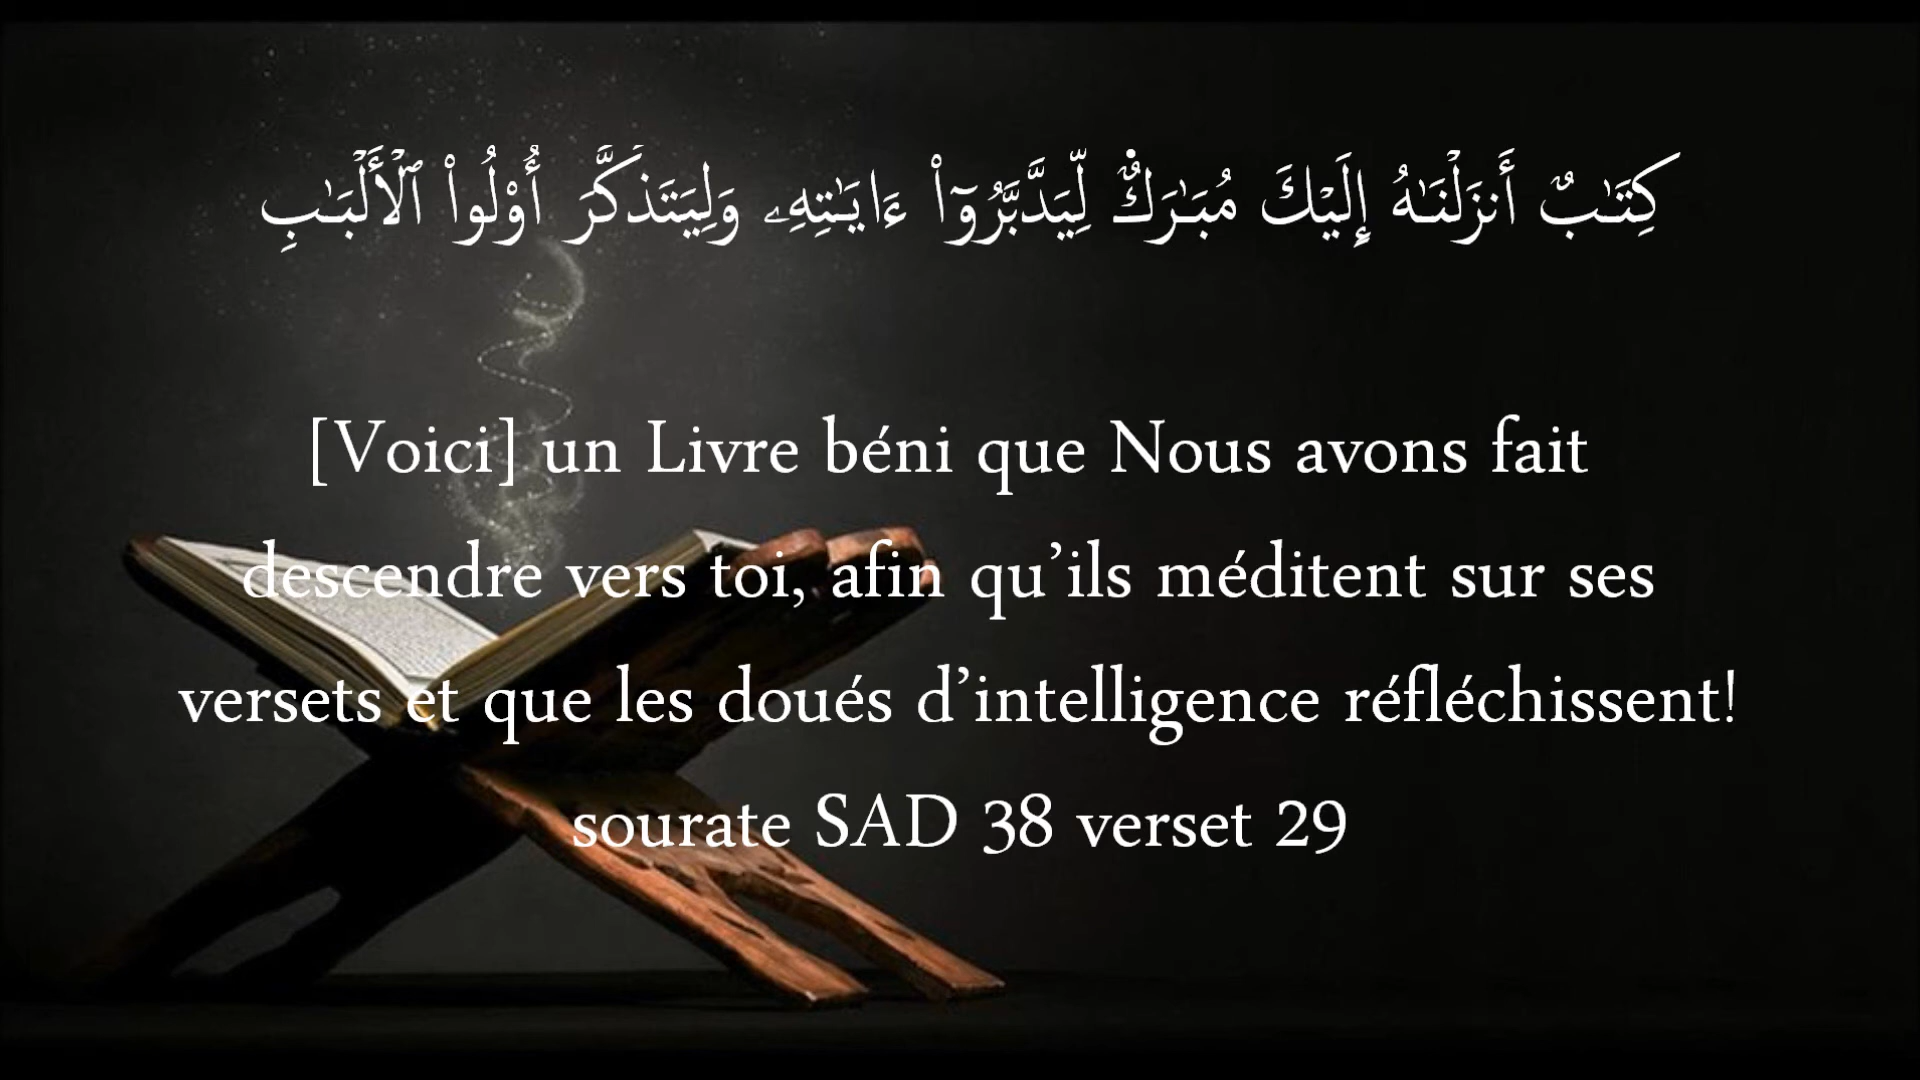 كِتَـٰبٌ أَنزَلْنَـٰهُ إِلَيْكَ مُبَـٰرَكٌۭ لِّيَدَّبَّرُوٓا۟ ءَايَـٰتِهِۦ وَلِيَتَذَكَّرَ أُو۟لُوا۟ ٱلْأَلْبَـٰبِ
[Voici] un Livre béni que Nous avons fait
descendre vers toi, afin qu’ils méditent sur ses
versets et que les doués d’intelligence réfléchissent!
sourate SAD 38 verset 29